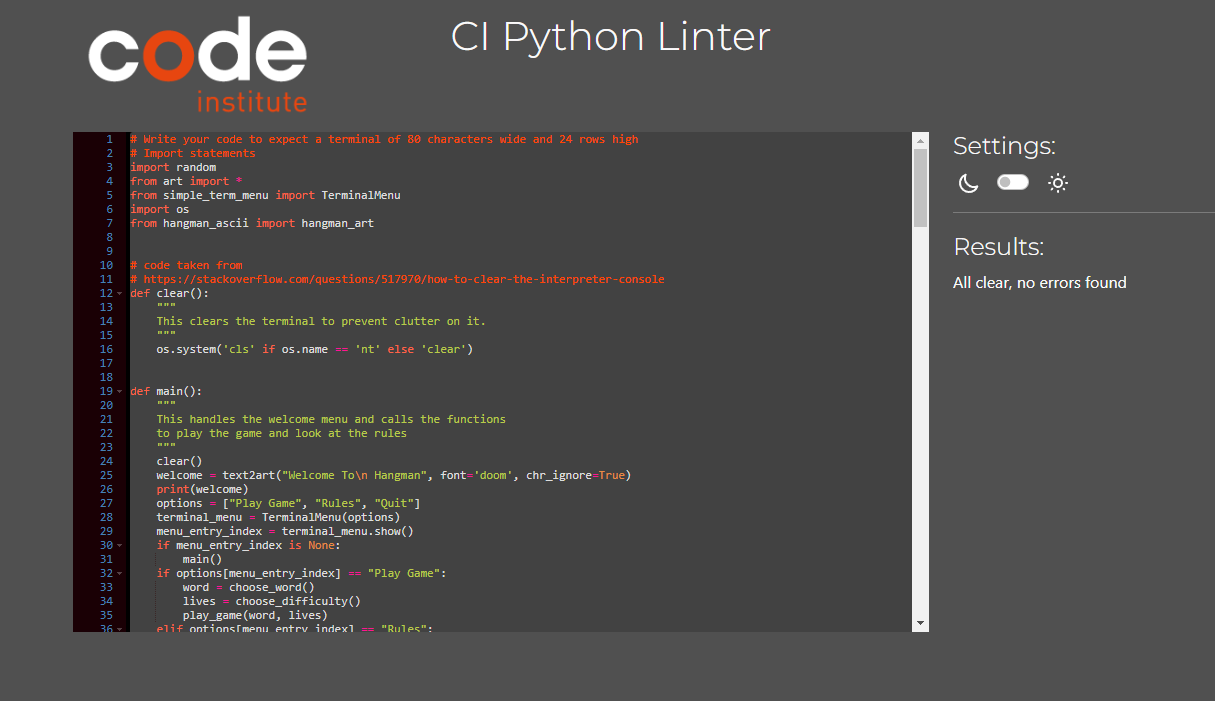 code
institute
CI Python Linter
1 # Write your code to expect a terminal of 80 characters wide and 24 rows high
2 # Import statements
3 import random
4 from art import *
5 from simple_term_menu import TerminalMenu
6 import os
7 from hangman_ascii import hangman_art
8
9
10 # code taken from
11 # https://stackoverflow.com/questions/517970/how-to-clear-the-interpreter-console
12 def clear():
13     """
14     This clears the terminal to prevent clutter on it.
15     """
16     os.system('cls' if os.name == 'nt' else 'clear')
17
18
19 def main():
20     """
21     This handles the welcome menu and calls the functions
22     to play the game and look at the rules
23     """
24     clear()
25     welcome = text2art("Welcome To\n Hangman", font='doom', chr_ignore=True)
26     print(welcome)
27     options = ["Play Game", "Rules", "Quit"]
28     terminal_menu = TerminalMenu(options)
29     menu_entry_index = terminal_menu.show()
30     if menu_entry_index is None:
31         main()
32     if options[menu_entry_index] == "Play Game":
33         word = choose_word()
34         lives = choose_difficulty()
35         play_game(word, lives)
36     elif options[menu_entry_index] == "Rules":
Settings:
Results:
All clear, no errors found